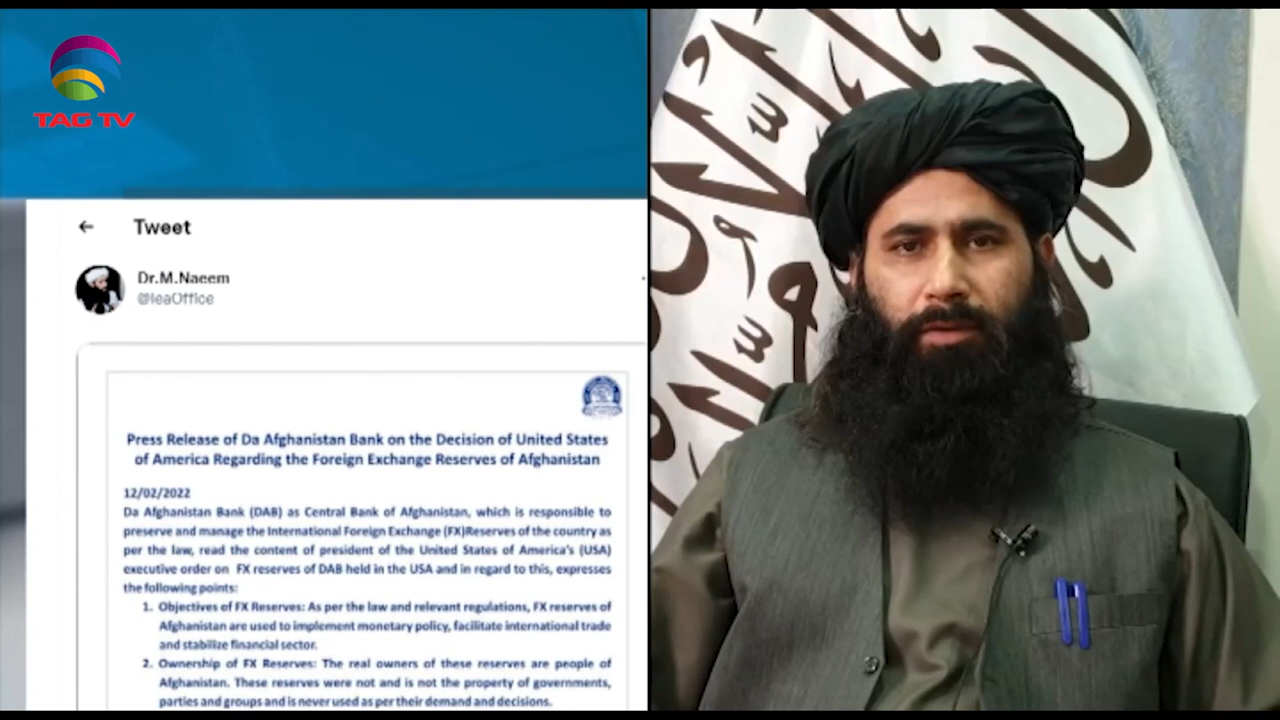 TAG TV
Tweet
Dr.M.Naeem
@IeaOffice
Press Release of Da Afghanistan Bank on the Decision of United States
of America Regarding the Foreign Exchange Reserves of Afghanistan
12/02/2022
Da Afghanistan Bank (DAB) as Central Bank of Afghanistan, which is responsible to
preserve and manage the International Foreign Exchange (FX)Reserves of the country as
per the law, read the content of president of the United States of America's (USA)
executive order on FX reserves of DAB held in the USA and in regard to this, expresses
the following points:
1. Objectives of FX Reserves: As per the law and relevant regulations, FX reserves of
Afghanistan are used to implement monetary policy, facilitate international trade
and stabilize financial sector.
2. Ownership of FX Reserves: The real owners of these reserves are people of
Afghanistan. These reserves were not and is not the property of governments,
parties and groups and is never used as per their demand and decisions.